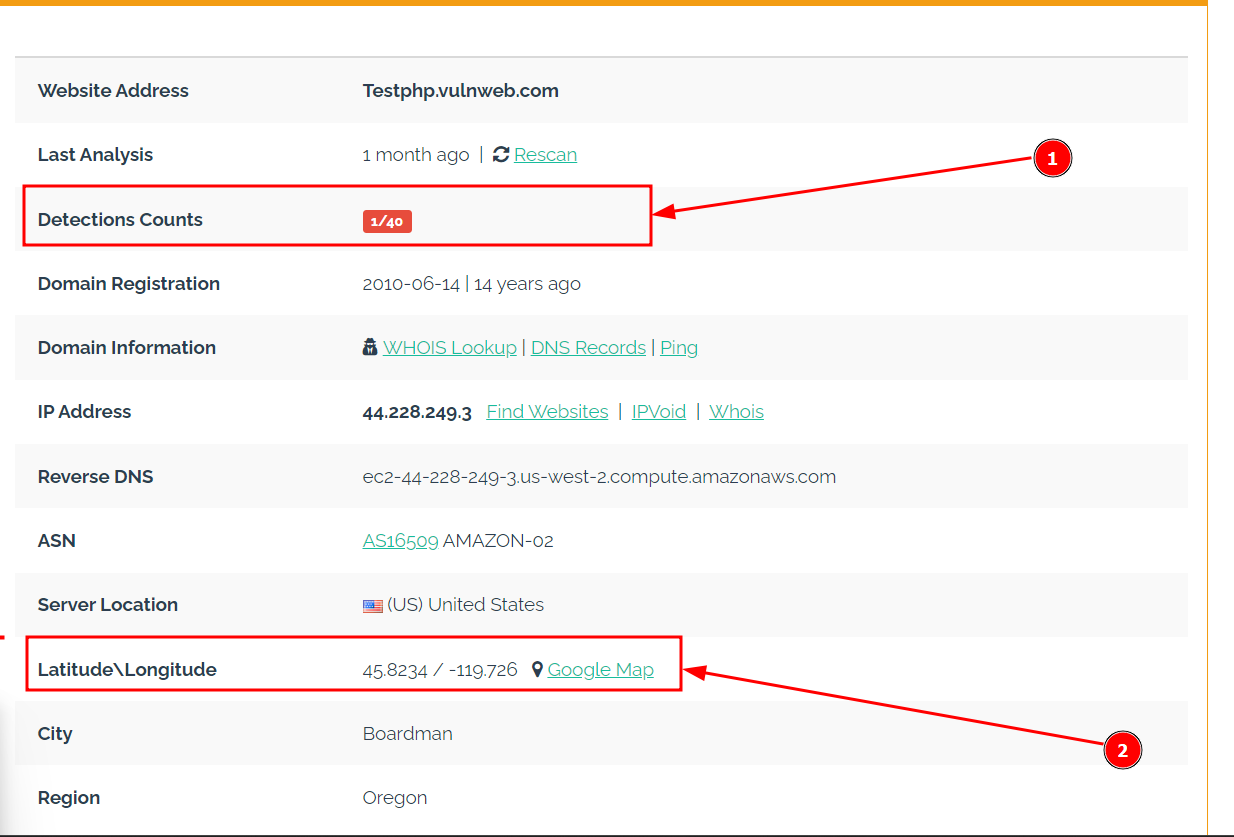 Website Address Testphp.vulnweb.com
Last Analysis 1 month ago | Rescan
1
Detections Counts 1/40
Domain Registration 2010-06-14 | 14 years ago
Domain Information WHOIS Lookup | DNS Records | Ping
IP Address 44.228.249.3 Find Websites | IPVoid | Whois
Reverse DNS ec2-44-228-249-3.us-west-2.compute.amazonaws.com
ASN AS16509 AMAZON-02
Server Location (US) United States
Latitude\Longitude 45.8234 / -119.726 Google Map
City Boardman
2
Region Oregon